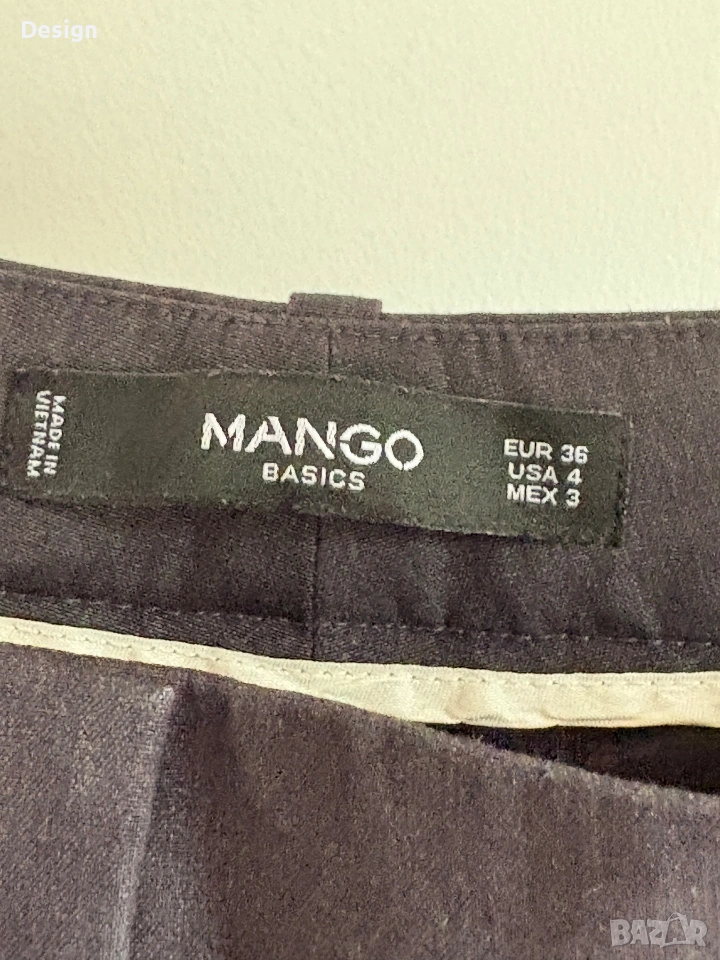 Design
MADE IN
VIETNAM
MANGO
BASICS
EUR 36
USA 4
MEX 3
BAZAR